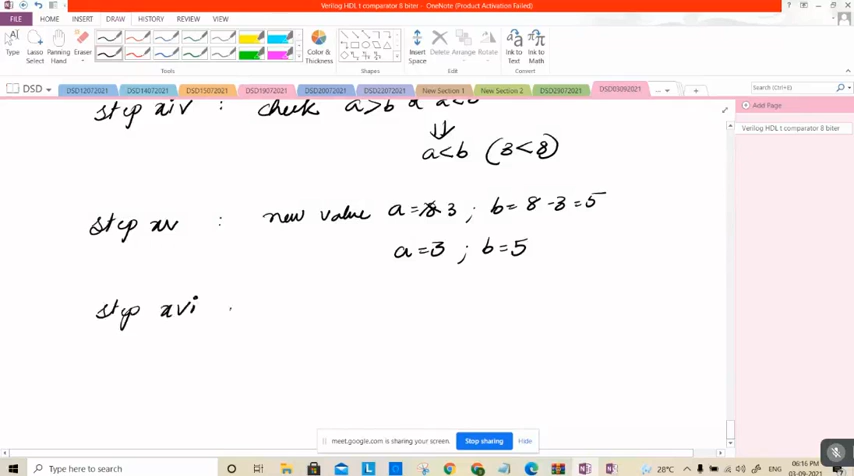 Verilog HDL t comparator 8 biter - OneNote (Product Activation Failed)
FILE HOME INSERT DRAW HISTORY REVIEW VIEW
Type Lasso Select Panning Hand Eraser Color & Thickness Insert Space Delete Arrange Rotate Ink to Text Ink to Math
Tools Shapes Edit Convert
DSD DSD12072021 DSD14072021 DSD15072021 DSD19072021 DSD20072021 DSD22072021 New Section 1 New Section 2 DSD29072021 DSD03092021 Search (Ctrl+E)
Add Page
Verilog HDL t comparator 8 biter
step xiv : check a>b
a<b (3<8)
step xv : new value a= 3 ; b= 8 -3 =5
a=3 ; b=5
step xvi
meet.google.com is sharing your screen. Stop sharing Hide
Type here to search 28°C ENG 06:16 PM
03-09-2021